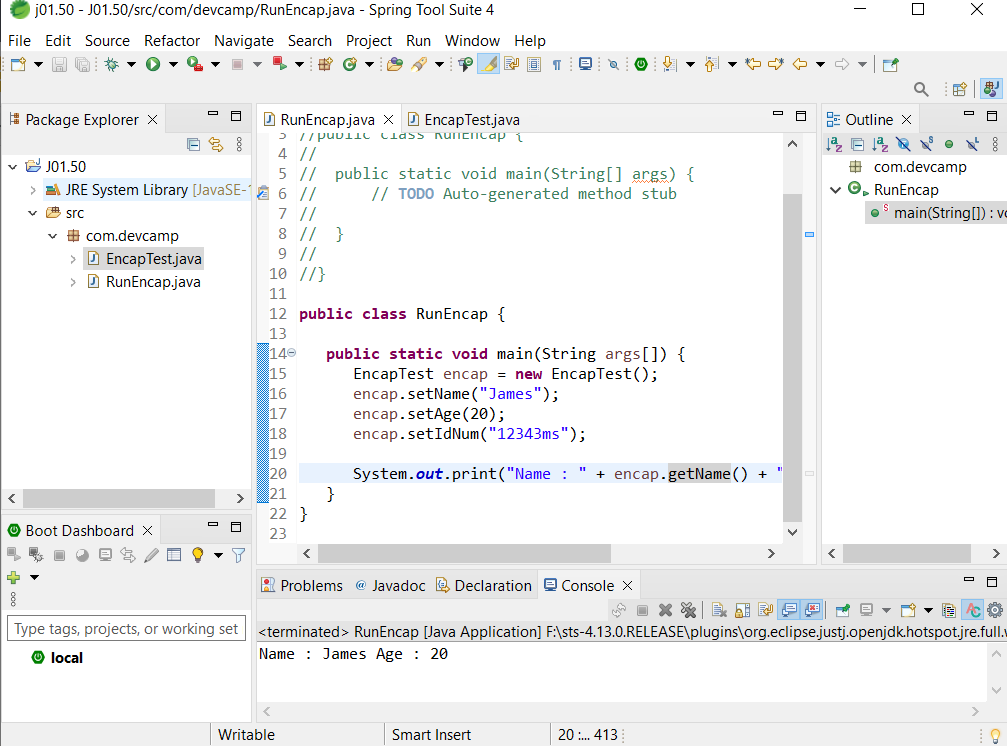 j01.50 - J01.50/src/com/devcamp/RunEncap.java - Spring Tool Suite 4
File Edit Source Refactor Navigate Search Project Run Window Help
Package Explorer
J01.50
JRE System Library [JavaSE-1
src
com.devcamp
EncapTest.java
RunEncap.java
Boot Dashboard
Type tags, projects, or working set
local
RunEncap.java
EncapTest.java
3 //public class RunEncap {
4 //
5 //  public static void main(String[] args) {
6 //      // TODO Auto-generated method stub
7 //
8 //  }
9 //
10 //}
11
12 public class RunEncap {
13
14    public static void main(String args[]) {
15       EncapTest encap = new EncapTest();
16       encap.setName("James");
17       encap.setAge(20);
18       encap.setIdNum("12343ms");
19
20       System.out.print("Name : " + encap.getName() + "
21    }
22 }
23
Outline
com.devcamp
RunEncap
main(String[]) : vo
Problems @ Javadoc Declaration Console
<terminated> RunEncap [Java Application] F:\sts-4.13.0.RELEASE\plugins\org.eclipse.justj.openjdk.hotspot.jre.full.
Name : James Age : 20
Writable Smart Insert 20 :... 413